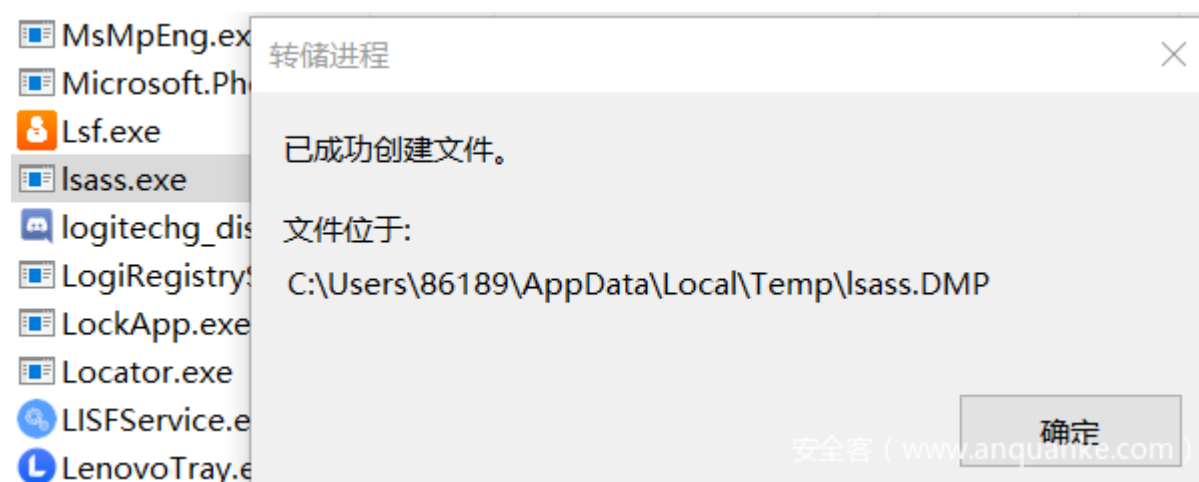 MsMpEng.ex
转储进程
Microsoft.Ph
Lsf.exe
已成功创建文件。
lsass.exe
logitechg_dis
文件位于:
LogiRegistryS
C:\Users\86189\AppData\Local\Temp\lsass.DMP
LockApp.exe
Locator.exe
LISFService.e
确定
安全客 ( www.anquanke.com )
LenovoTray.e